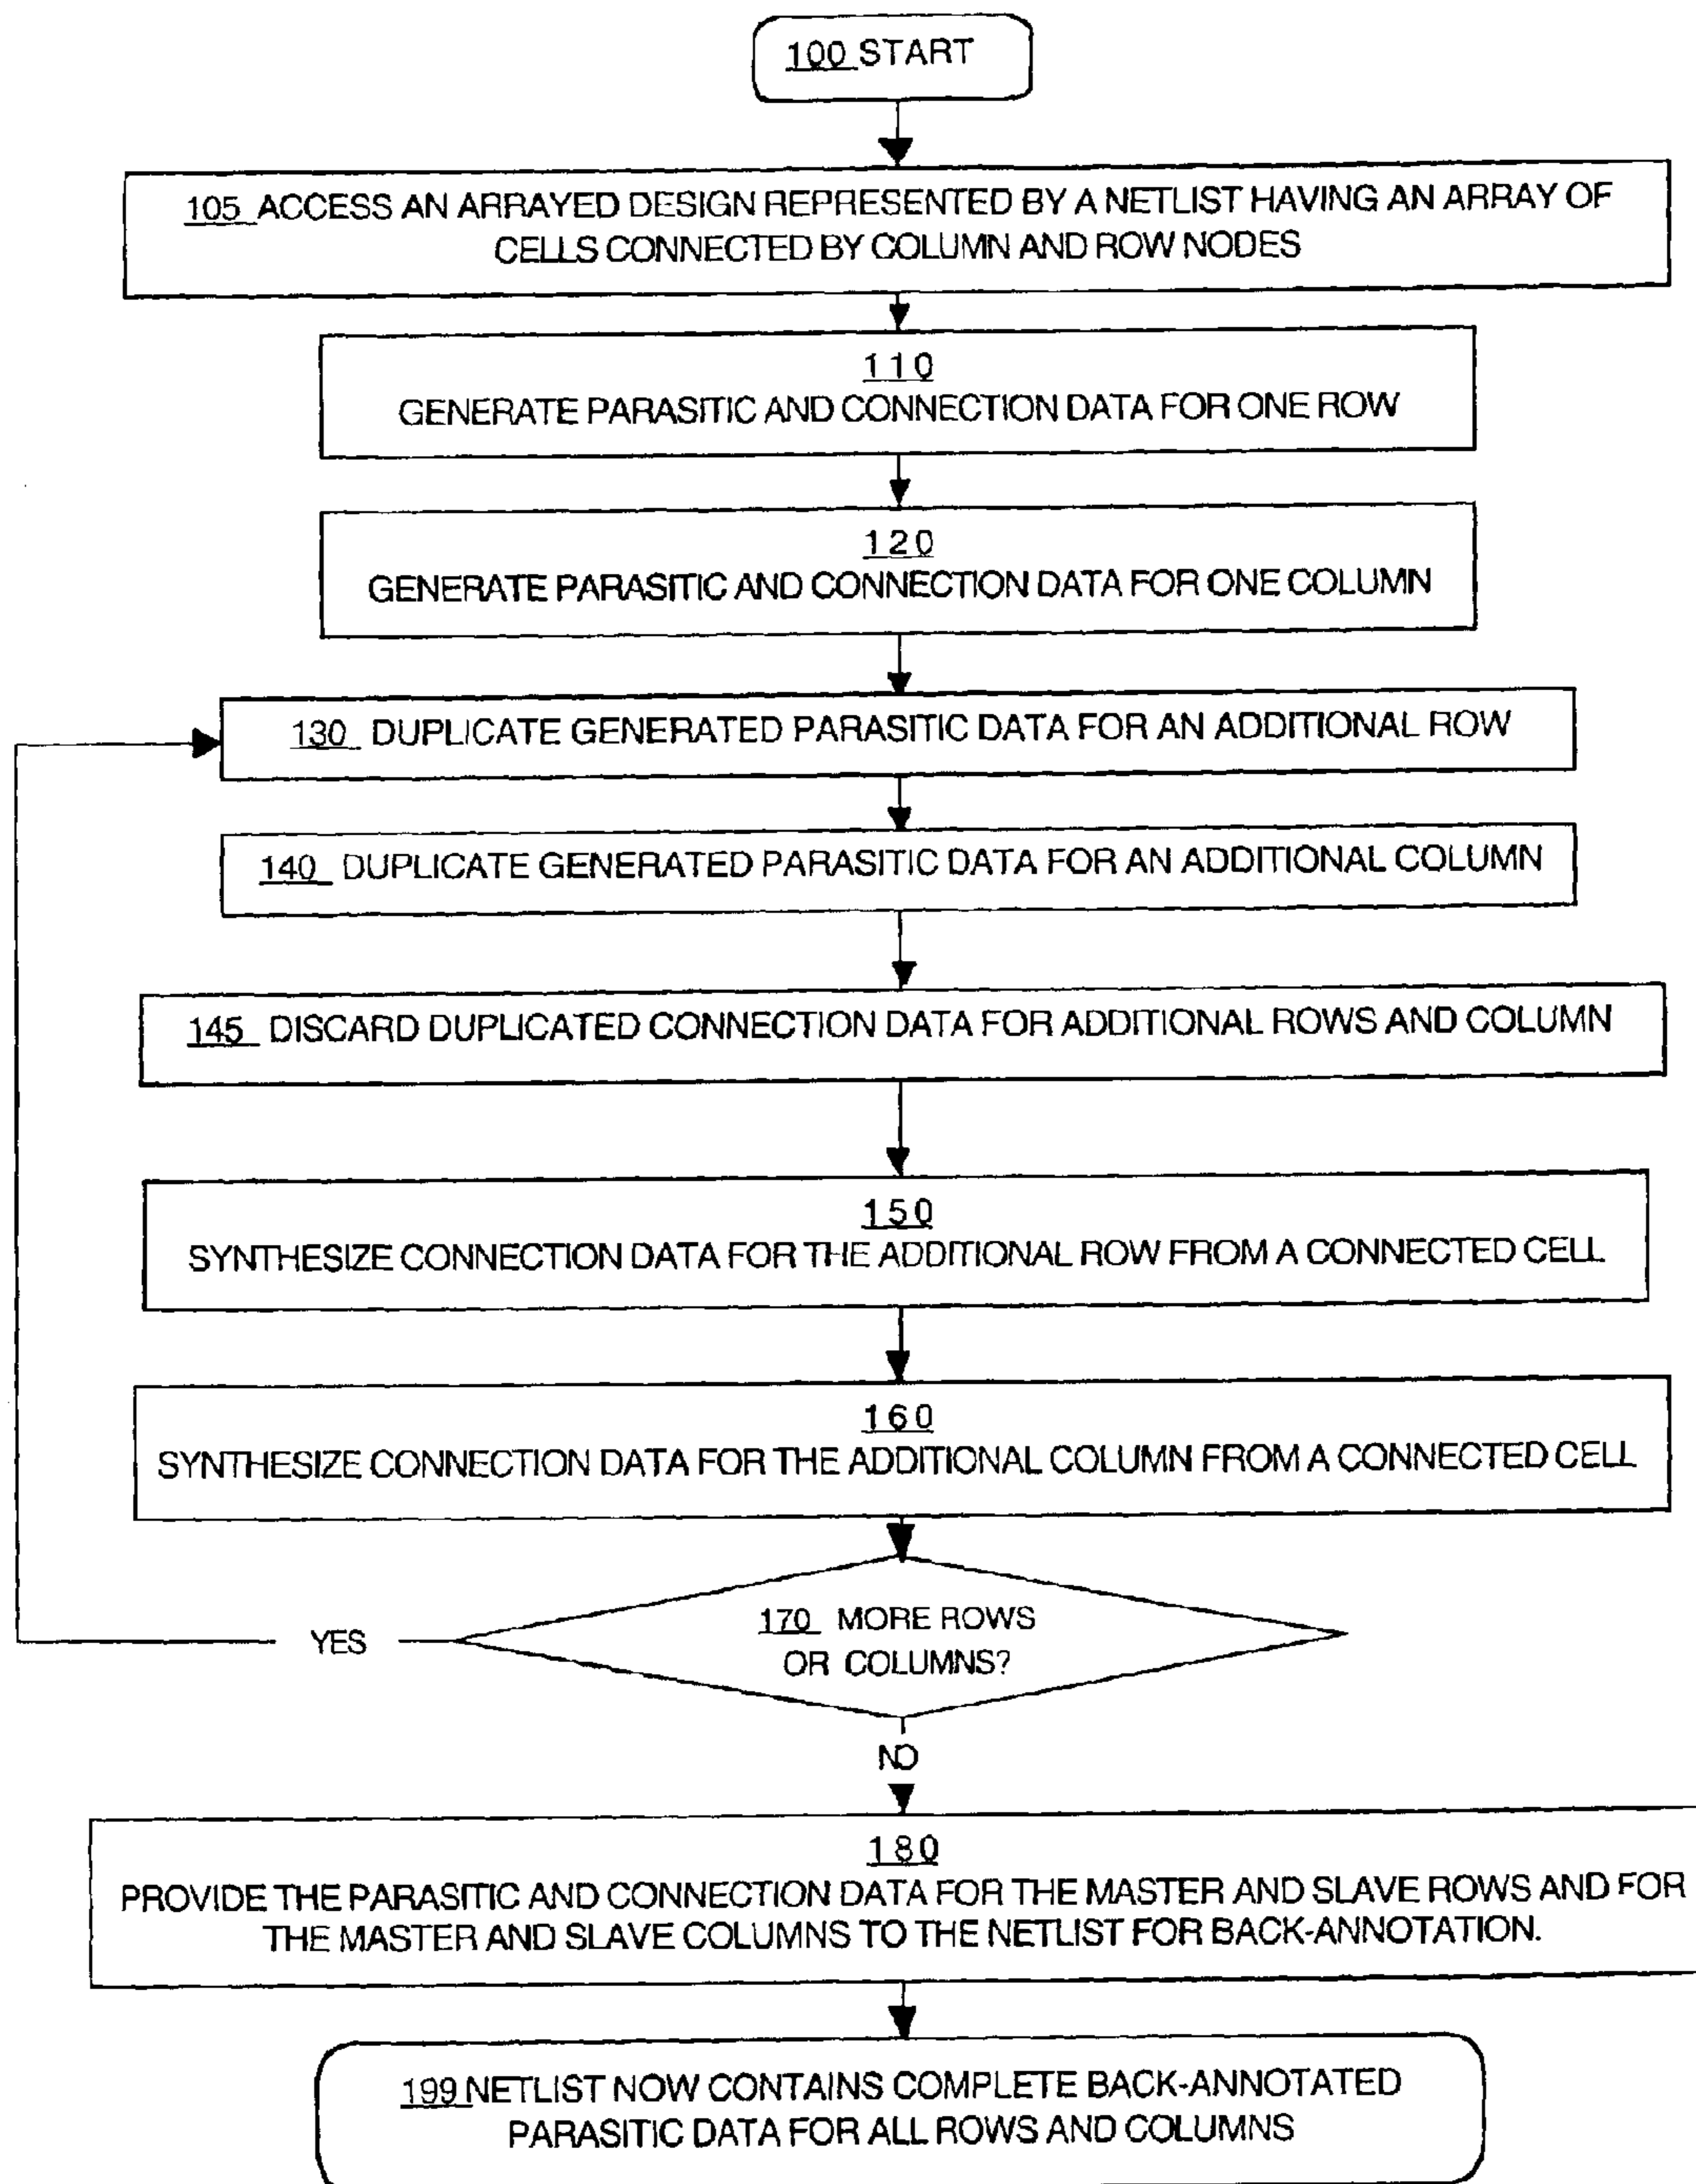 100 START
105 ACCESS AN ARRAYED DESIGN REPRESENTED BY A NETLIST HAVING AN ARRAY OF
CELLS CONNECTED BY COLUMN AND ROW NODES
110
GENERATE PARASITIC AND CONNECTION DATA FOR ONE ROW
120
GENERATE PARASITIC AND CONNECTION DATA FOR ONE COLUMN
130 DUPLICATE GENERATED PARASITIC DATA FOR AN ADDITIONAL ROW
140 DUPLICATE GENERATED PARASITIC DATA FOR AN ADDITIONAL COLUMN
145 DISCARD DUPLICATED CONNECTION DATA FOR ADDITIONAL ROWS AND COLUMN
150
SYNTHESIZE CONNECTION DATA FOR THE ADDITIONAL ROW FROM A CONNECTED CELL
160
SYNTHESIZE CONNECTION DATA FOR THE ADDITIONAL COLUMN FROM A CONNECTED CELL
170 MORE ROWS
OR COLUMNS?
YES
NO
180
PROVIDE THE PARASITIC AND CONNECTION DATA FOR THE MASTER AND SLAVE ROWS AND FOR
THE MASTER AND SLAVE COLUMNS TO THE NETLIST FOR BACK-ANNOTATION.
199 NETLIST NOW CONTAINS COMPLETE BACK-ANNOTATED
PARASITIC DATA FOR ALL ROWS AND COLUMNS